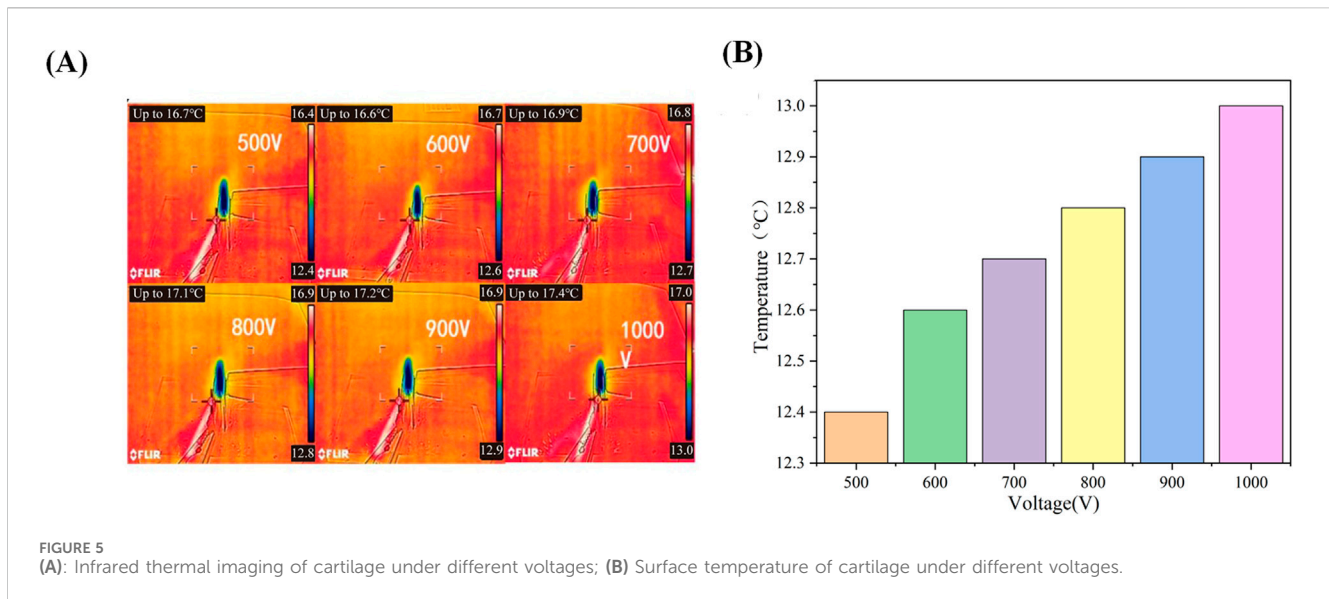 (A)
Up to 16.7°C 16.4
500V
FLIR 12.4
Up to 16.6°C 16.7
600V
FLIR 12.6
Up to 16.9°C 16.8
700V
FLIR 12.7
Up to 17.1°C 16.9
800V
FLIR 12.8
Up to 17.2°C 16.9
900V
FLIR 12.9
Up to 17.4°C 17.0
1000
V
FLIR 13.0
(B)
Temperature (°C)
13.0
12.9
12.8
12.7
12.6
12.5
12.4
12.3
500 600 700 800 900 1000
Voltage(V)
FIGURE 5
(A): Infrared thermal imaging of cartilage under different voltages; (B) Surface temperature of cartilage under different voltages.